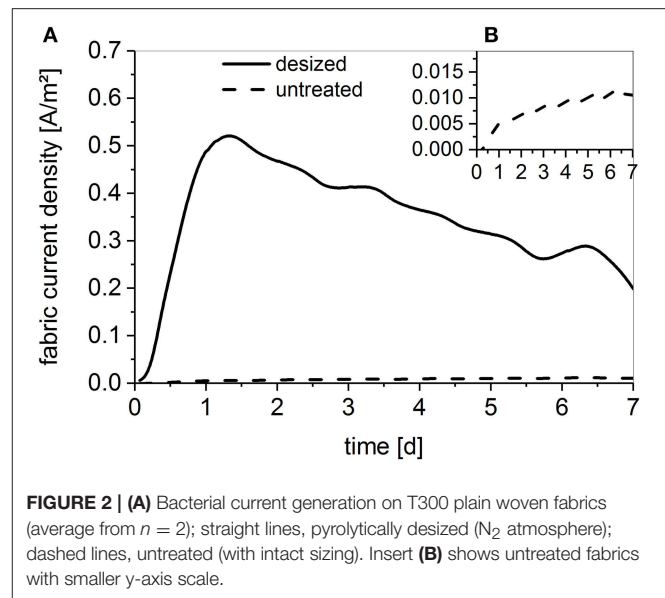 A
B
desized
untreated
0.7
0.6
0.5
0.4
0.3
0.2
0.1
0.0
fabric current density [A/m²]
0.015
0.010
0.005
0.000
0 1 2 3 4 5 6 7
0 1 2 3 4 5 6 7
time [d]
FIGURE 2 | (A) Bacterial current generation on T300 plain woven fabrics
(average from n = 2); straight lines, pyrolytically desized (N₂ atmosphere);
dashed lines, untreated (with intact sizing). Insert (B) shows untreated fabrics
with smaller y-axis scale.